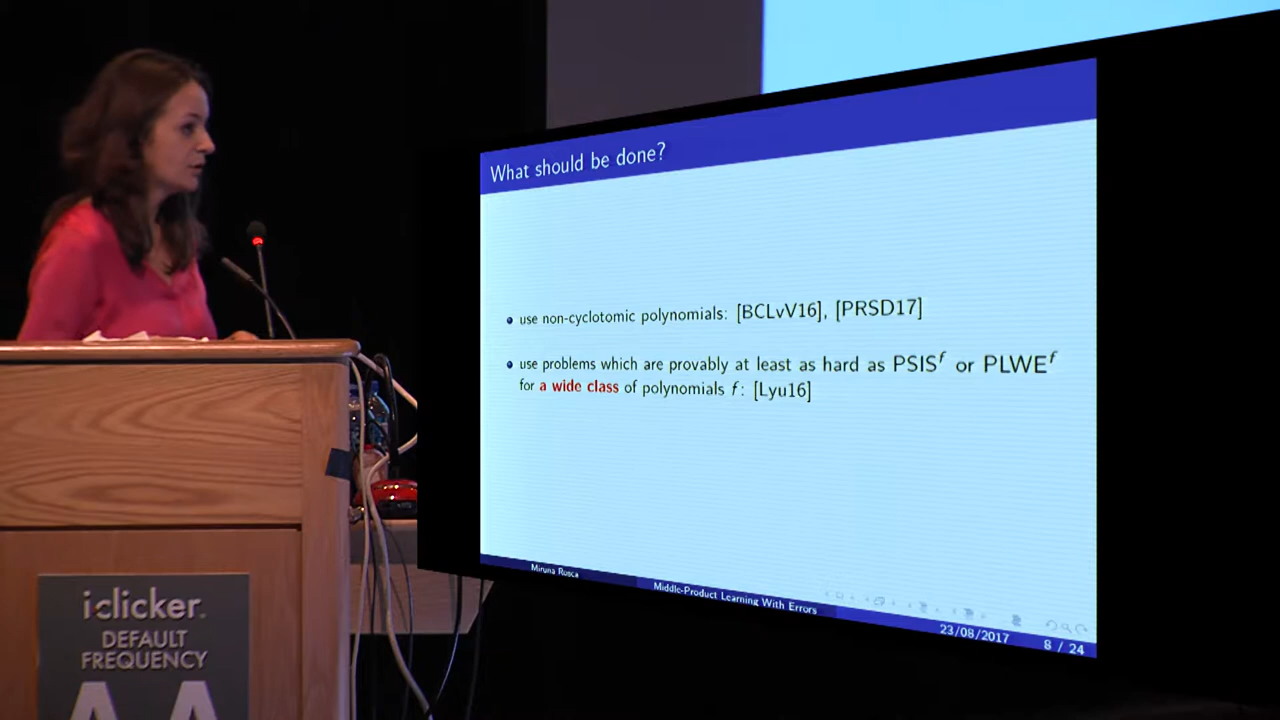 What should be done?
use non-cyclotomic polynomials: [BCLvV16], [PRSD17]
use problems which are provably at least as hard as PSIS^f or PLWE^f
for a wide class of polynomials f: [Lyu16]
Miruna Rosca
Middle-Product Learning With Errors
23/08/2017
8 / 24
iclicker.
DEFAULT
FREQUENCY
AA